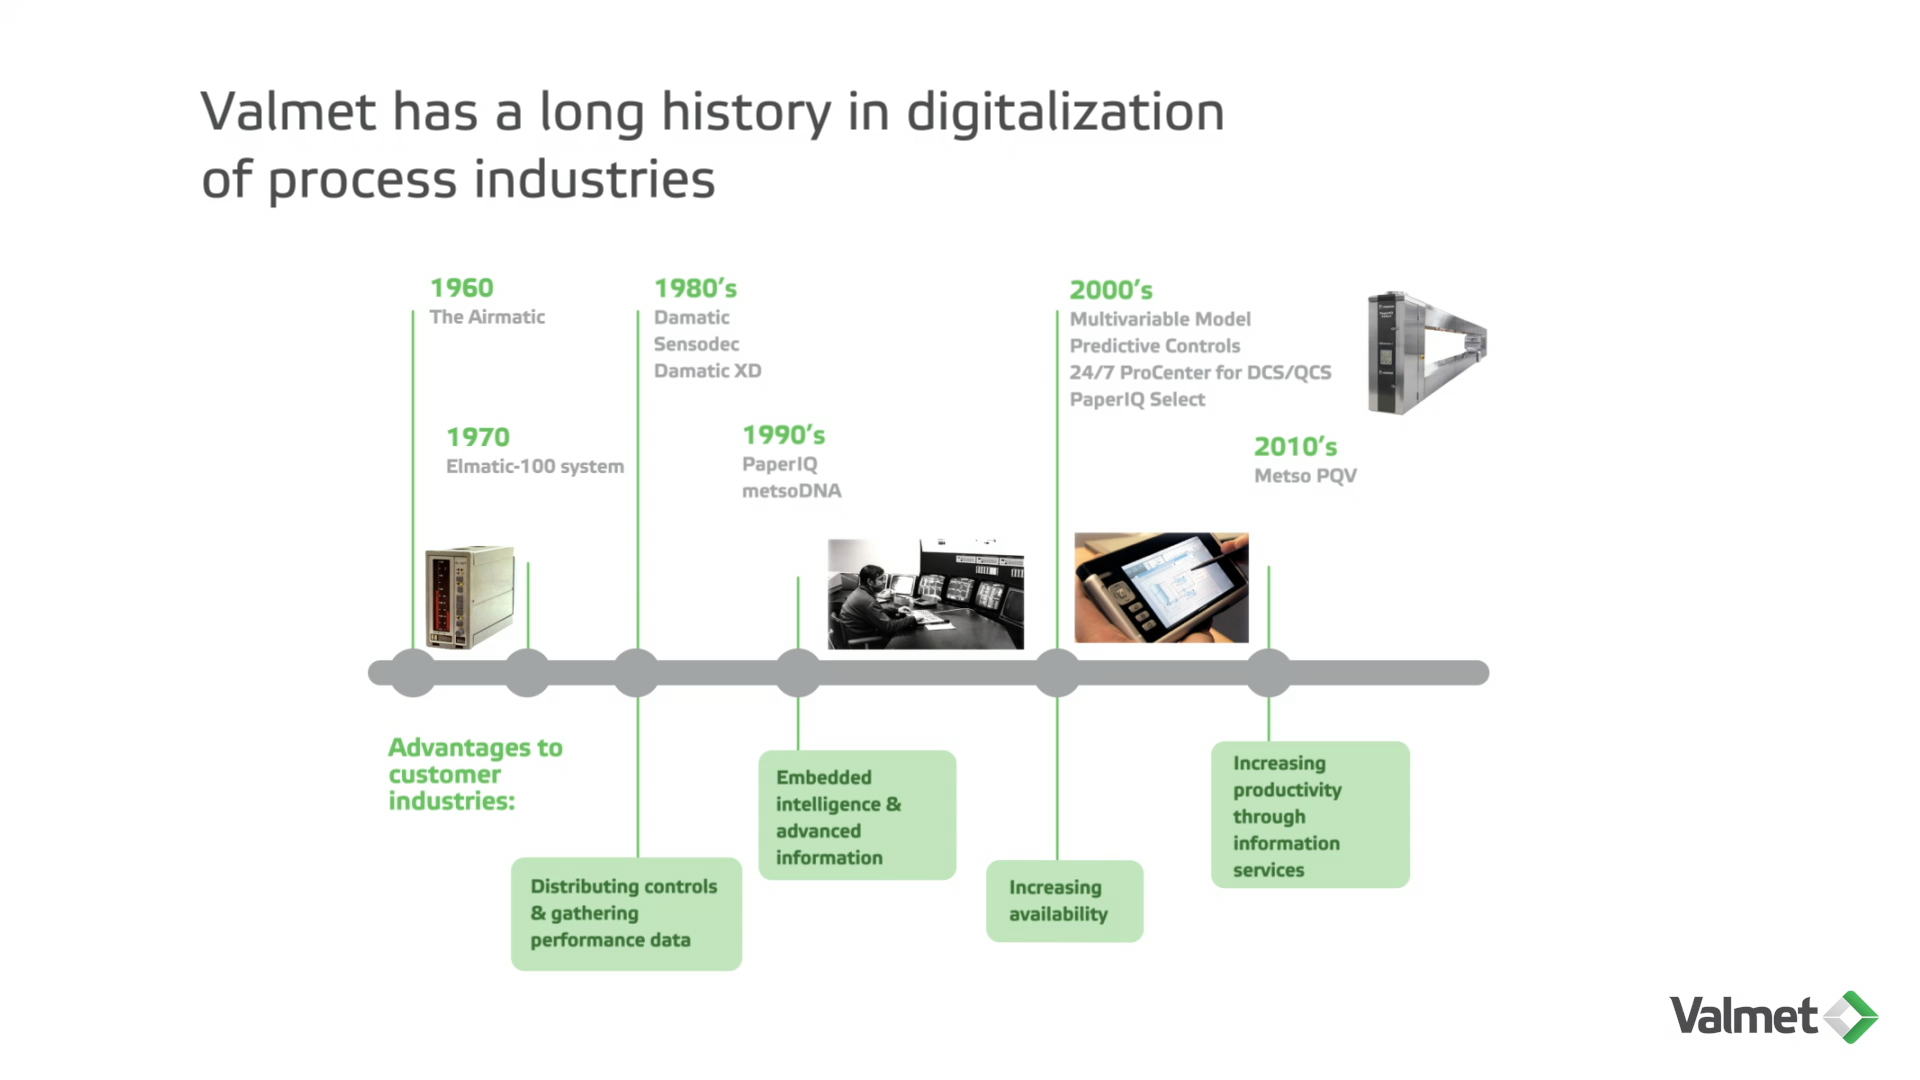 Valmet has a long history in digitalization
of process industries
1960
The Airmatic
1970
Elmatic-100 system
1980's
Damatic
Sensodec
Damatic XD
1990's
PaperIQ
metsoDNA
2000's
Multivariable Model
Predictive Controls
24/7 ProCenter for DCS/QCS
PaperIQ Select
2010's
Metso PQV
Advantages to
customer
industries:
Distributing controls
& gathering
performance data
Embedded
intelligence &
advanced
information
Increasing
availability
Increasing
productivity
through
information
services
Valmet